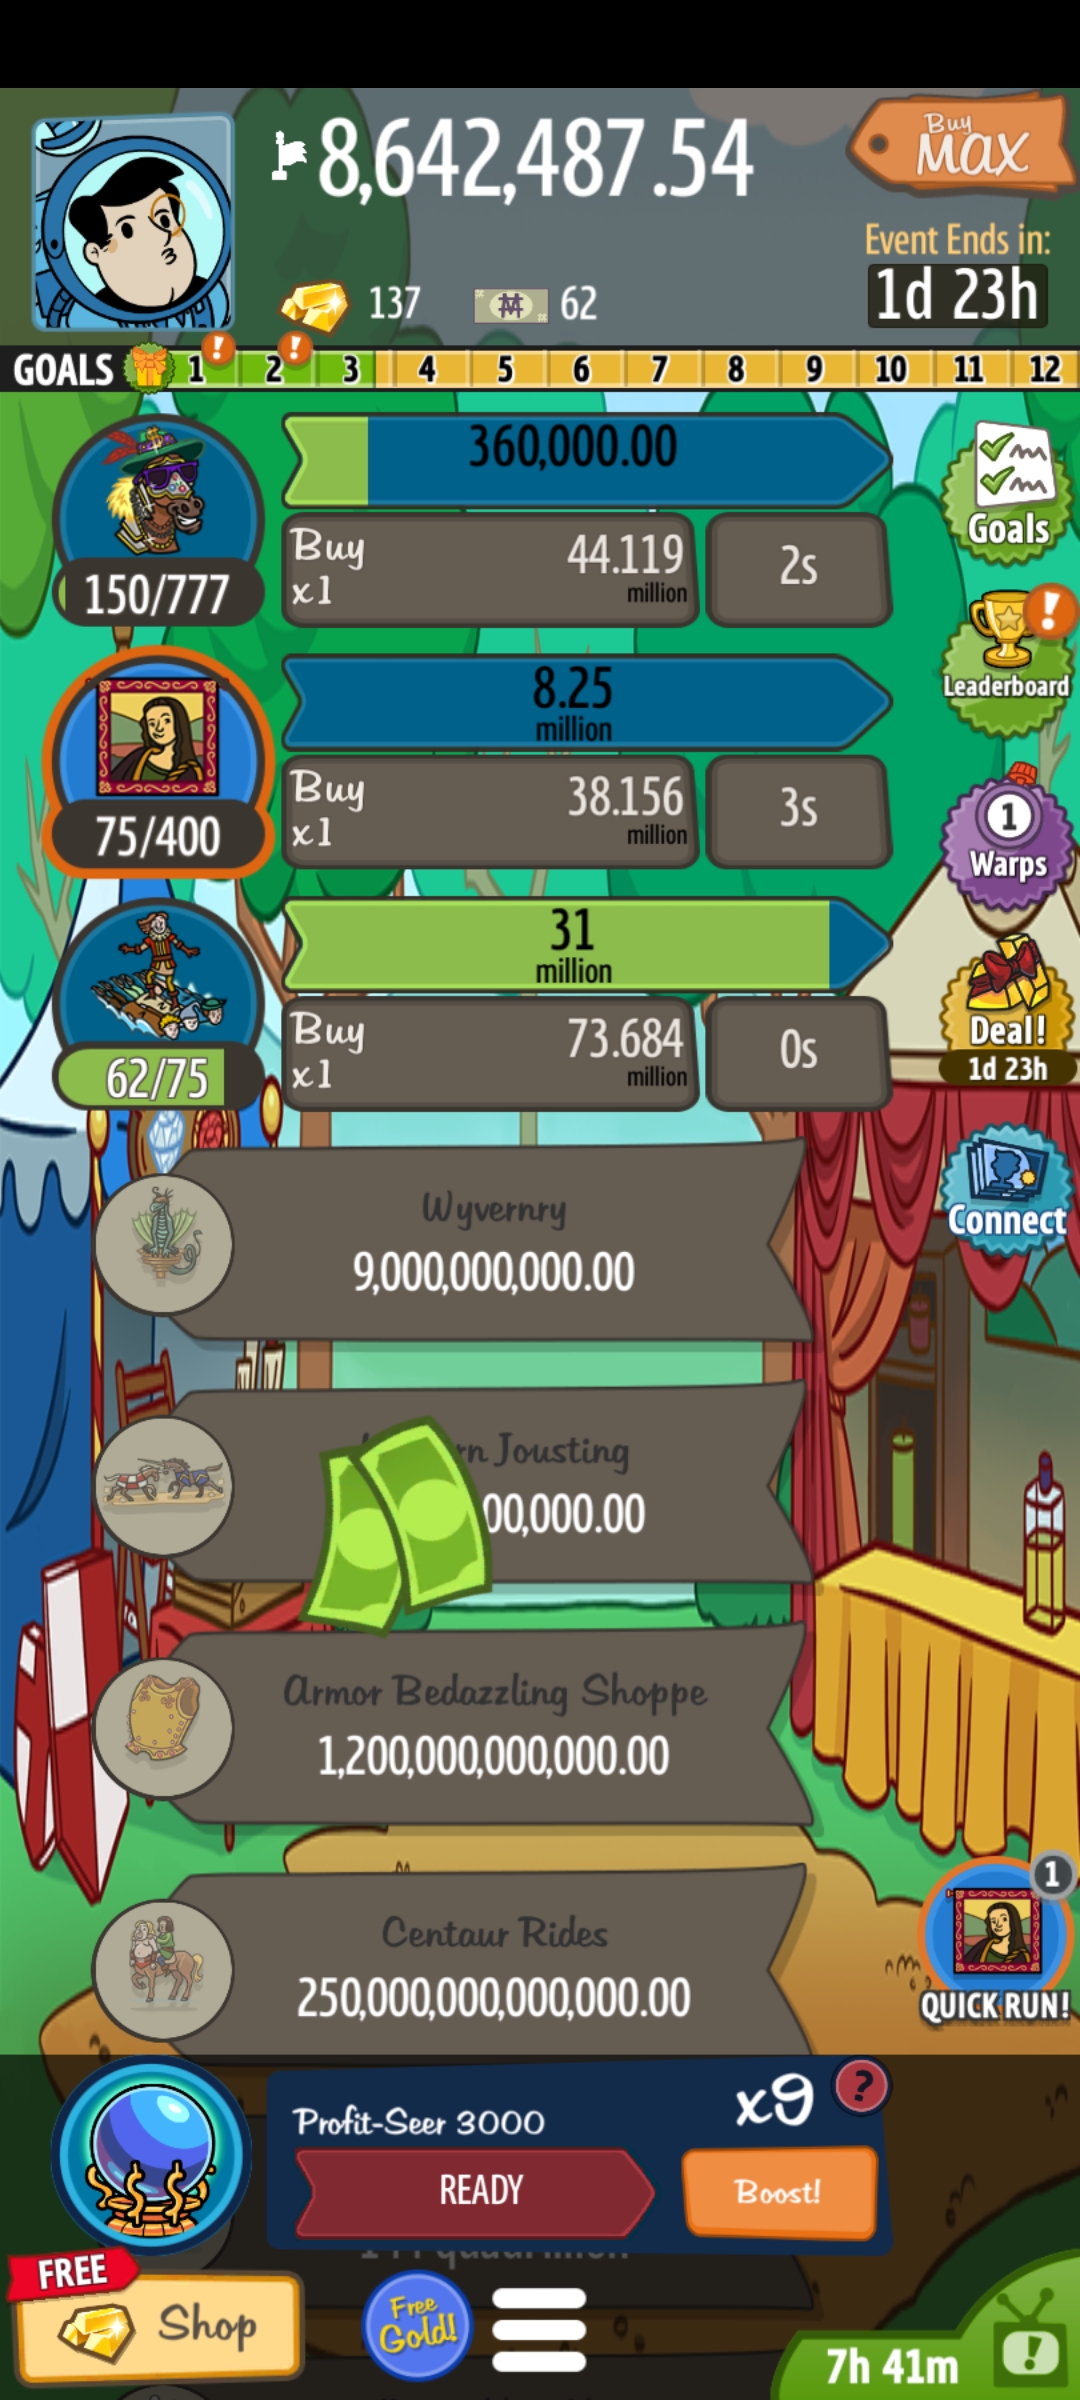 8,642,487.54
Buy
MAX
Event Ends in:
1d 23h
137
62
GOALS 1 ! 2 ! 3 4 5 6 7 8 9 10 11 12
360,000.00
Buy
x1
44.119
million
2s
150/777
Goals
8.25
million
Buy
x1
38.156
million
3s
75/400
!
Leaderboard
1
Warps
31
million
Buy
x1
73.684
million
0s
62/75
Deal!
1d 23h
Connect
Wyvernry
9,000,000,000.00
Jousting
00,000.00
Armor Bedazzling Shoppe
1,200,000,000,000.00
Centaur Rides
250,000,000,000,000.00
1
QUICK RUN!
Profit-Seer 3000
x9
?
READY
Boost!
FREE
Shop
Free
Gold!
7h 41m
!